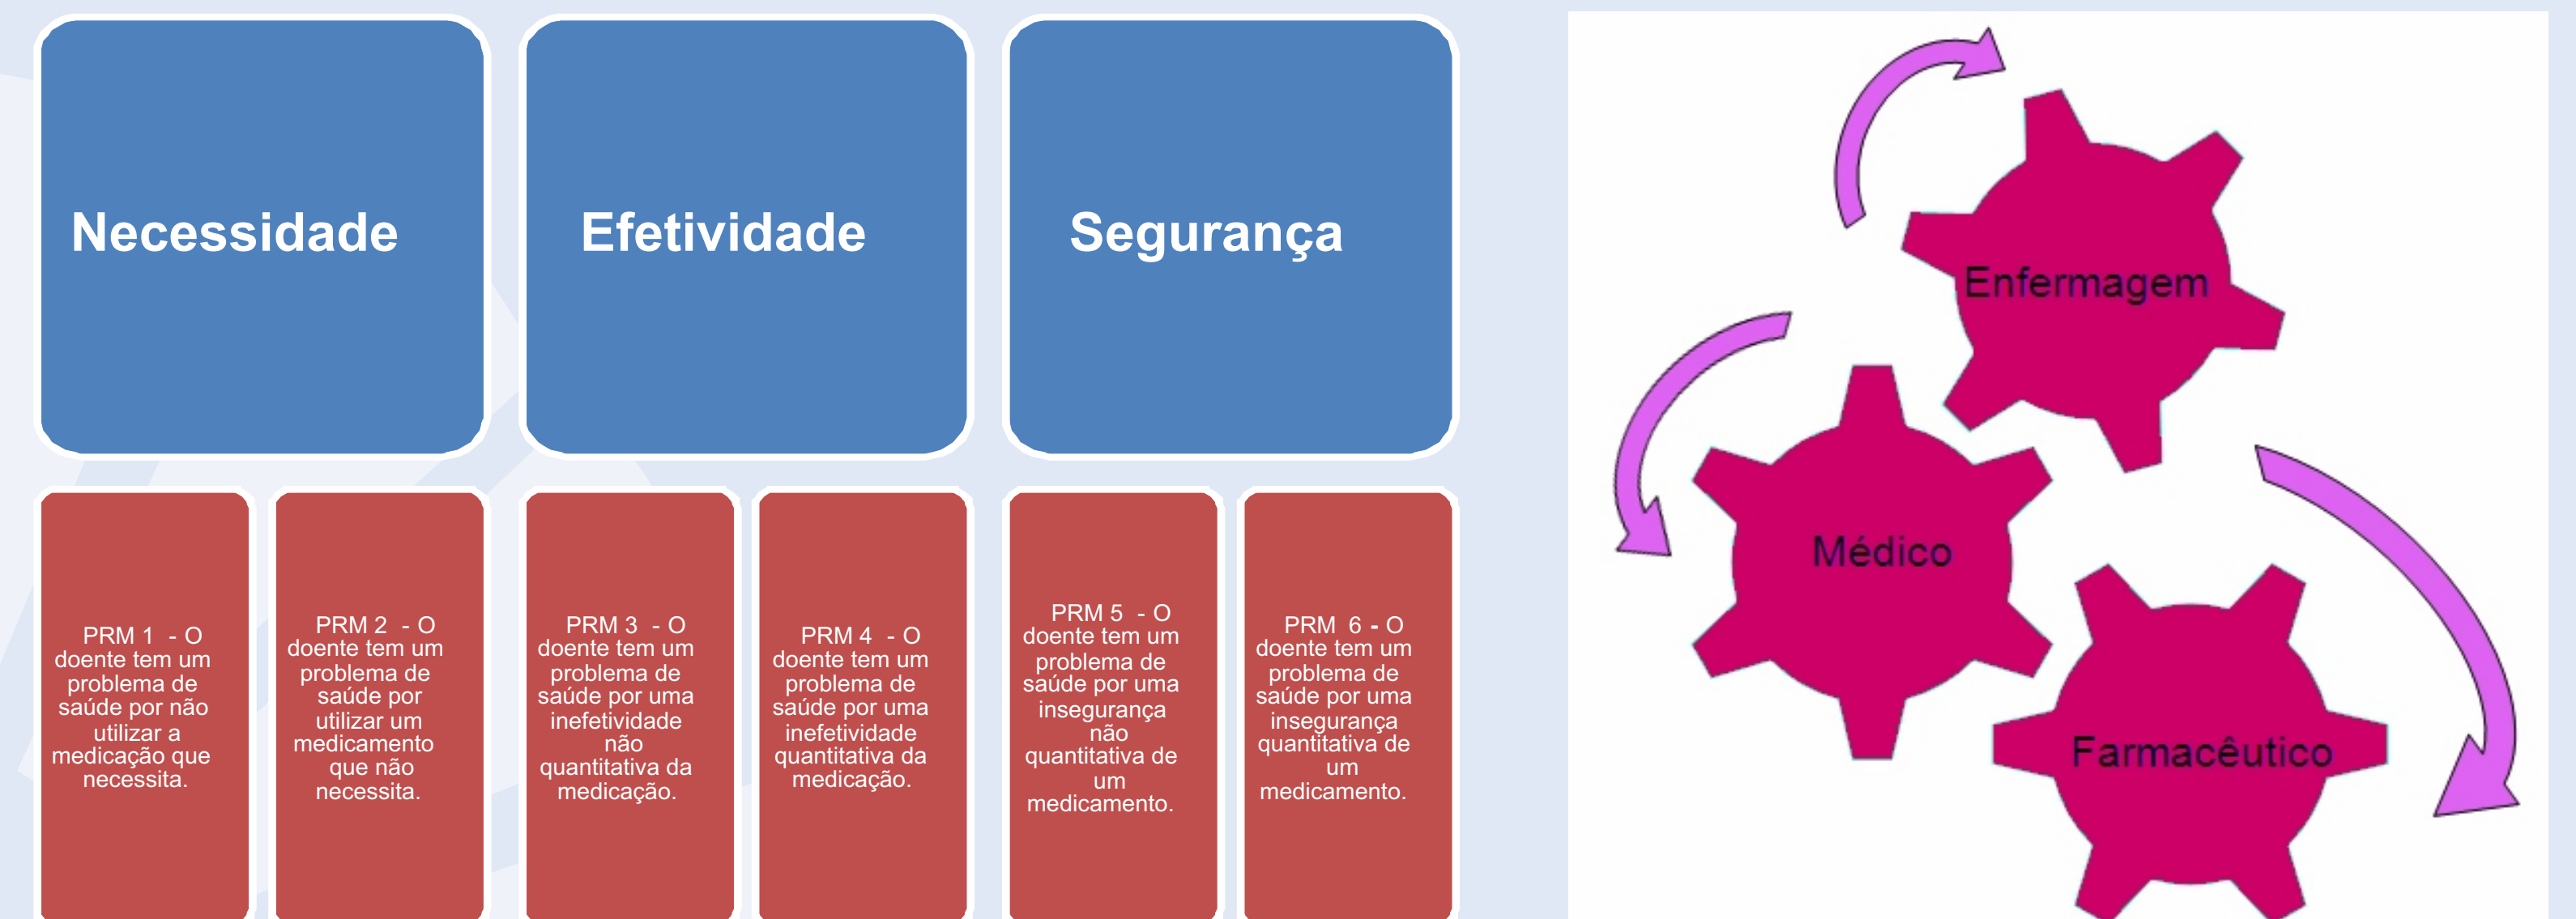 Necessidade
Efetividade
Segurança
PRM 1 - O
doente tem um
problema de
saúde por não
utilizar a
medicação que
necessita.
PRM 2 - O
doente tem um
problema de
saúde por
utilizar um
medicamento
que não
necessita.
PRM 3 - O
doente tem um
problema de
saúde por uma
inefetividade
não
quantitativa da
medicação.
PRM 4 - O
doente tem um
problema de
saúde por uma
inefetividade
quantitativa da
medicação.
PRM 5 - O
doente tem um
problema de
saúde por uma
insegurança
não
quantitativa de
um
medicamento.
PRM 6 - O
doente tem um
problema de
saúde por uma
insegurança
quantitativa de
um
medicamento.
Enfermagem
Médico
Farmacêutico